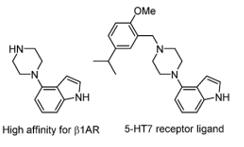 OMe
HN
N
N
N
NH
NH
High affinity for β1AR
5-HT7 receptor ligand